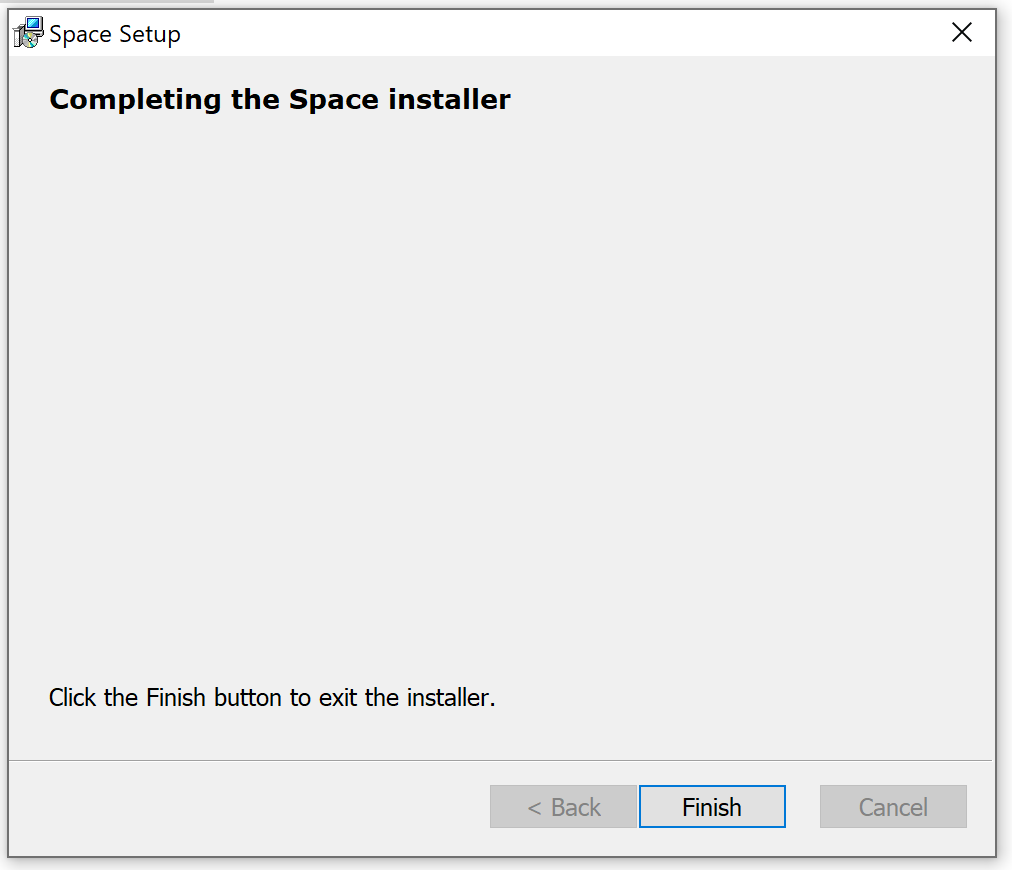 Space Setup
Completing the Space installer
Click the Finish button to exit the installer.
< Back
Finish
Cancel